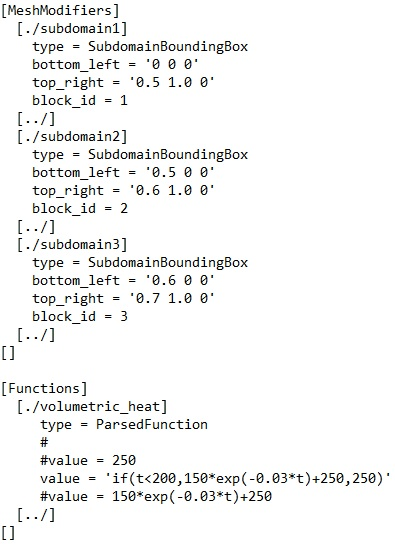 [MeshModifiers]
  [./subdomain1]
    type = SubdomainBoundingBox
    bottom_left = '0 0 0'
    top_right = '0.5 1.0 0'
    block_id = 1
  [../]
  [./subdomain2]
    type = SubdomainBoundingBox
    bottom_left = '0.5 0 0'
    top_right = '0.6 1.0 0'
    block_id = 2
  [../]
  [./subdomain3]
    type = SubdomainBoundingBox
    bottom_left = '0.6 0 0'
    top_right = '0.7 1.0 0'
    block_id = 3
  [../]
[]

[Functions]
  [./volumetric_heat]
     type = ParsedFunction
     #
     #value = 250
     value = 'if(t<200,150*exp(-0.03*t)+250,250)'
     #value = 150*exp(-0.03*t)+250
  [../]
[]